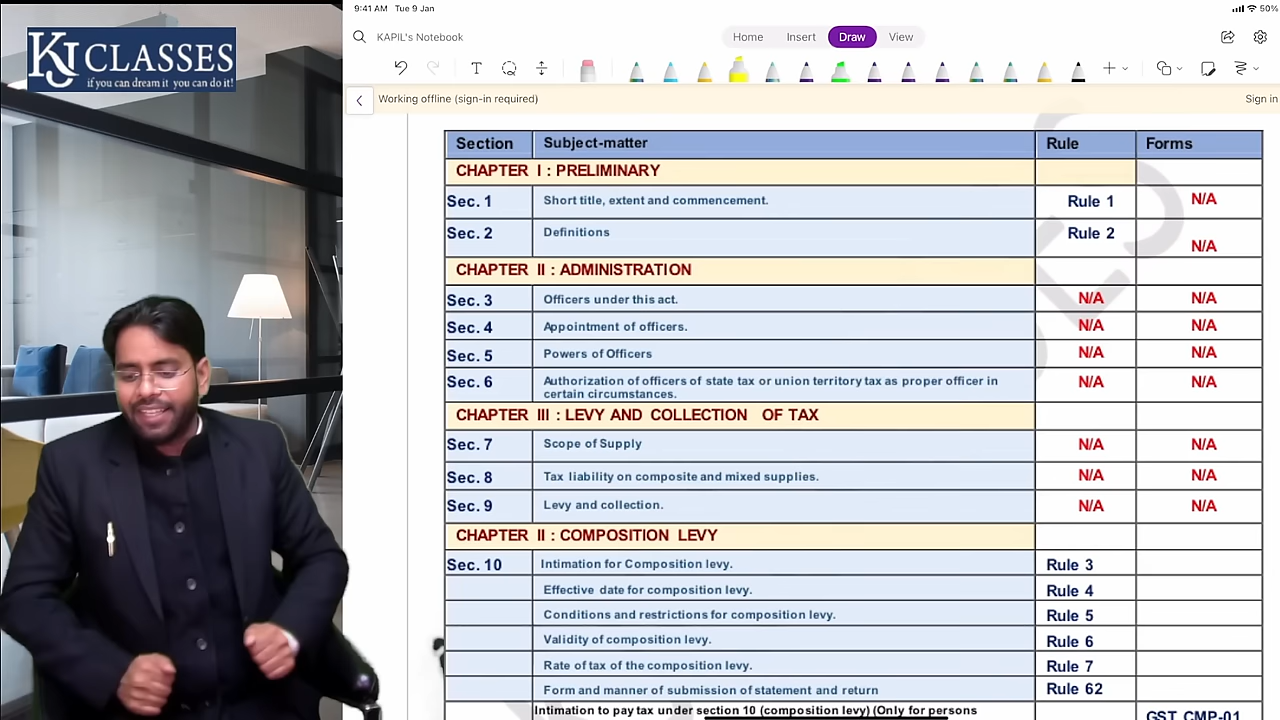 KJ CLASSES
if you can dream it you can do it!
9:41 AM Tue 9 Jan
50%
KAPIL's Notebook
Home Insert Draw View
Working offline (sign-in required)
Sign in
Section Subject-matter Rule Forms
CHAPTER I : PRELIMINARY
Sec. 1 Short title, extent and commencement. Rule 1 N/A
Sec. 2 Definitions Rule 2 N/A
CHAPTER II : ADMINISTRATION
Sec. 3 Officers under this act. N/A N/A
Sec. 4 Appointment of officers. N/A N/A
Sec. 5 Powers of Officers N/A N/A
Sec. 6 Authorization of officers of state tax or union territory tax as proper officer in N/A N/A
certain circumstances.
CHAPTER III : LEVY AND COLLECTION OF TAX
Sec. 7 Scope of Supply N/A N/A
Sec. 8 Tax liability on composite and mixed supplies. N/A N/A
Sec. 9 Levy and collection. N/A N/A
CHAPTER II : COMPOSITION LEVY
Sec. 10 Intimation for Composition levy. Rule 3
Effective date for composition levy. Rule 4
Conditions and restrictions for composition levy. Rule 5
Validity of composition levy. Rule 6
Rate of tax of the composition levy. Rule 7
Form and manner of submission of statement and return Rule 62
Intimation to pay tax under section 10 (composition levy) (Only for persons
GST CMP-01